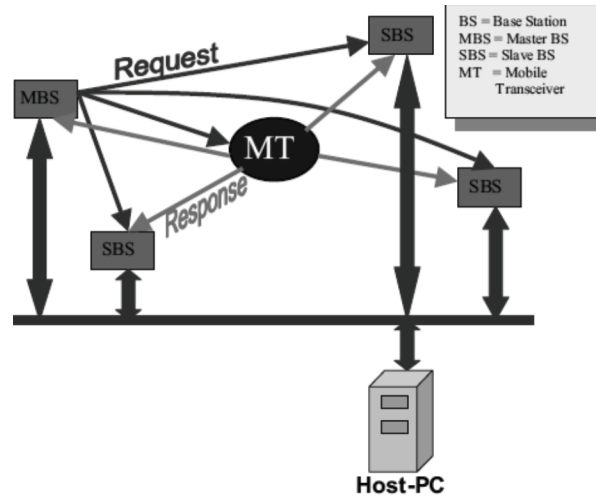 SBS
BS = Base Station
MBS = Master BS
SBS = Slave BS
MT = Mobile
Transceiver
Request
MBS
MT
SBS
Response
SBS
Host-PC